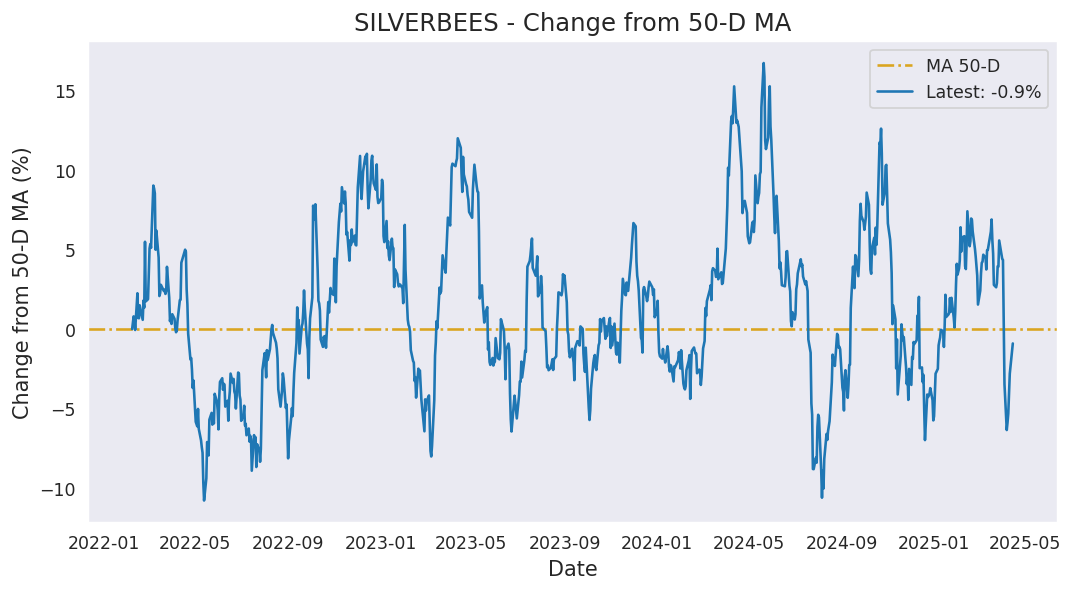 SILVERBEES - Change from 50-D MA
MA 50-D
Latest: -0.9%
Change from 50-D MA (%)
15
10
5
0
−5
−10
2022-01 2022-05 2022-09 2023-01 2023-05 2023-09 2024-01 2024-05 2024-09 2025-01 2025-05
Date